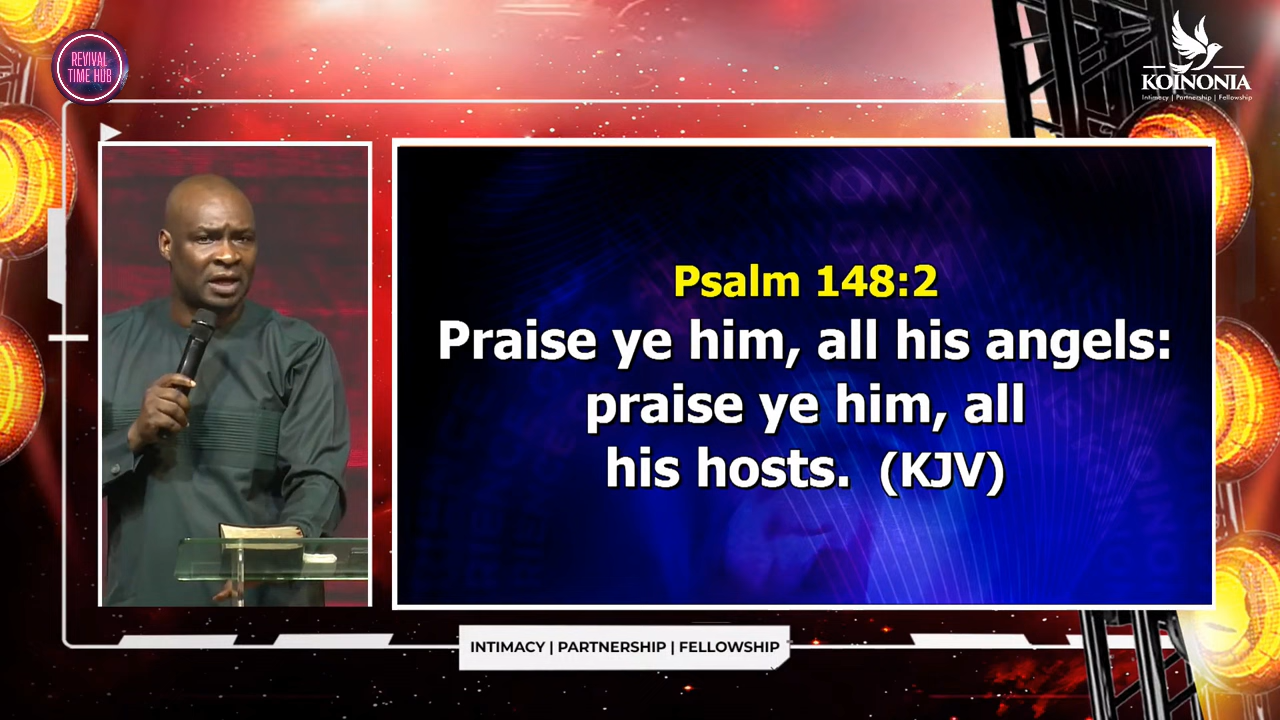 REVIVAL
TIME HUB
KOINONIA
Intimacy | Partnership | Fellowship
Psalm 148:2
Praise ye him, all his angels:
praise ye him, all
his hosts. (KJV)
INTIMACY | PARTNERSHIP | FELLOWSHIP